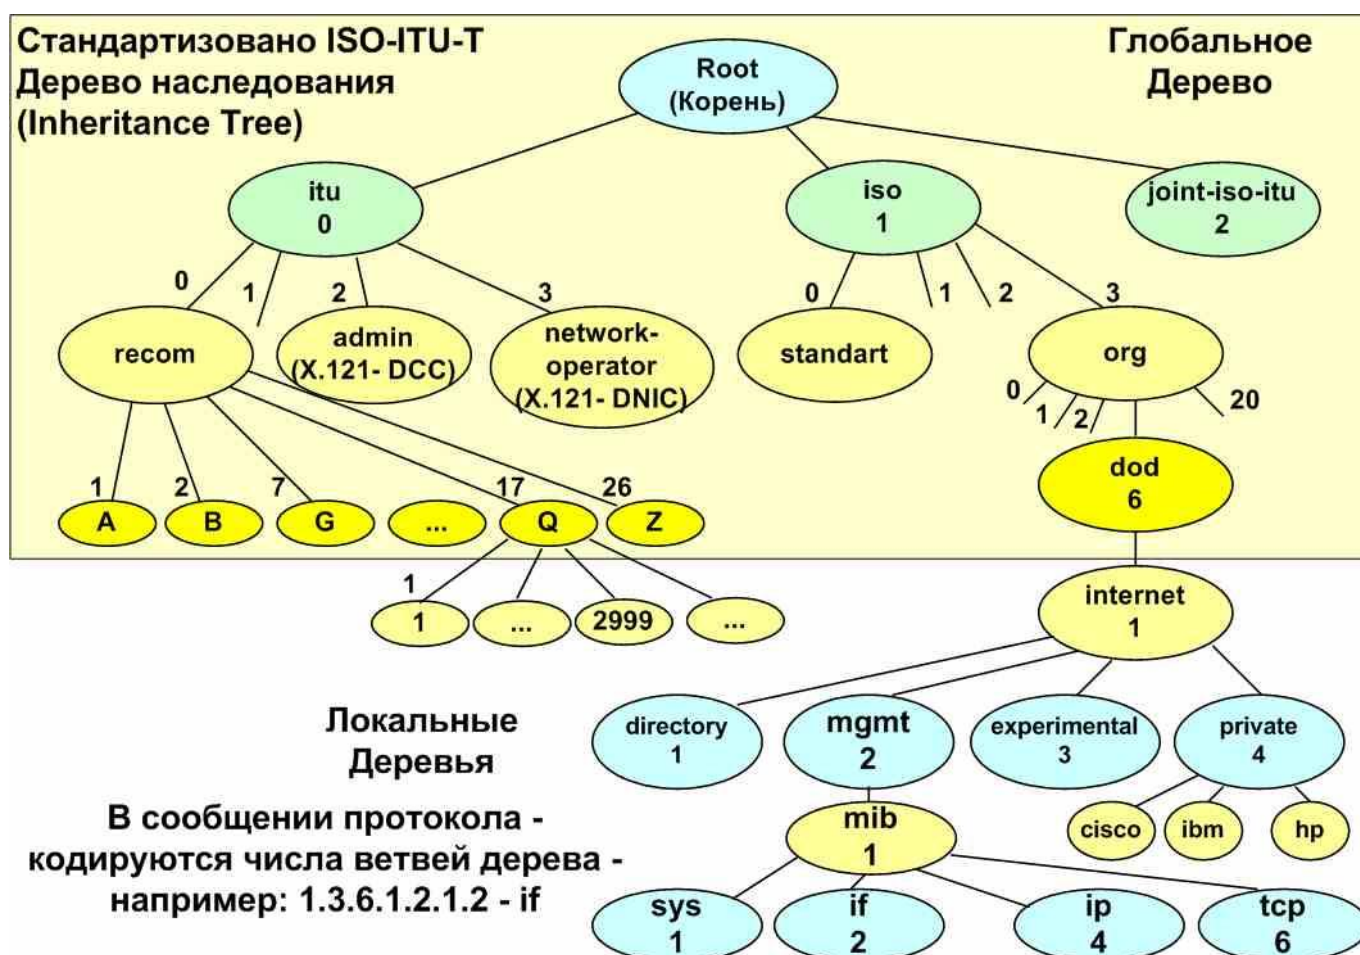 Стандартизовано ISO-ITU-T
Дерево наследования
(Inheritance Tree)
Глобальное
Дерево
Root
(Корень)
itu
0
iso
1
joint-iso-itu
2
0
1
2
3
0
1
2
3
recom
admin
(X.121- DCC)
network-
operator
(X.121- DNIC)
standart
org
0
1
2
20
dod
6
1
2
7
17
26
A
B
G
...
Q
Z
1
1
...
2999
...
internet
1
directory
1
mgmt
2
experimental
3
private
4
Локальные
Деревья
cisco
ibm
hp
mib
1
В сообщении протокола -
кодируются числа ветвей дерева -
например: 1.3.6.1.2.1.2 - if
sys
1
if
2
ip
4
tcp
6